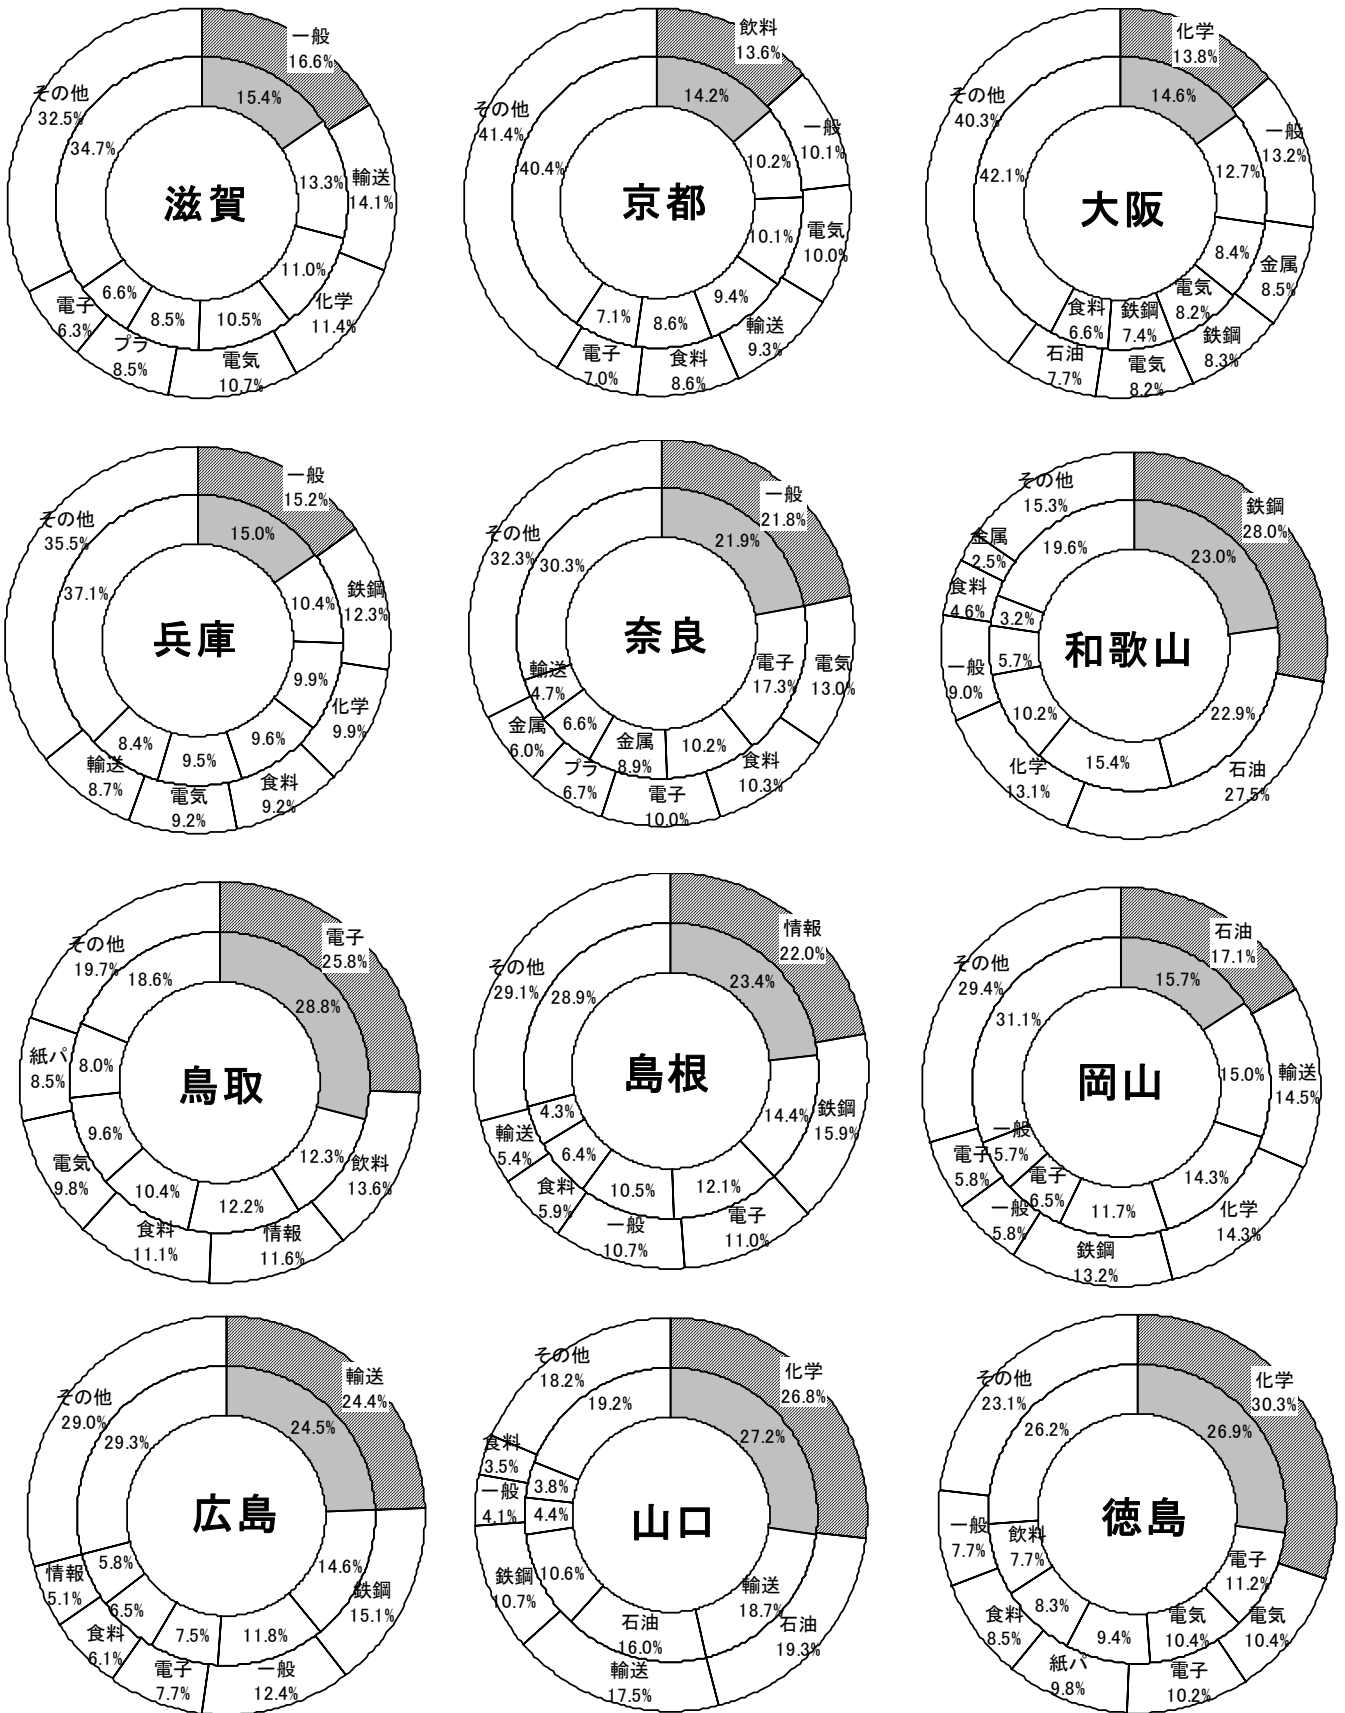 滋賀
一般
16.6%
15.4%
輸送
14.1%
13.3%
化学
11.4%
11.0%
電気
10.7%
10.5%
プラ
8.5%
8.5%
電子
6.3%
6.6%
その他
32.5%
34.7%
京都
飲料
13.6%
14.2%
一般
10.1%
10.2%
電気
10.0%
10.1%
輸送
9.3%
9.4%
食料
8.6%
8.6%
電子
7.0%
7.1%
その他
41.4%
40.4%
大阪
化学
13.8%
14.6%
一般
13.2%
12.7%
金属
8.5%
8.4%
鉄鋼
8.3%
電気
8.2%
電気
8.2%
鉄鋼
7.4%
石油
7.7%
食料
6.6%
その他
40.3%
42.1%
兵庫
一般
15.2%
15.0%
鉄鋼
12.3%
10.4%
化学
9.9%
9.9%
食料
9.2%
9.6%
電気
9.2%
9.5%
輸送
8.7%
8.4%
その他
35.5%
37.1%
奈良
一般
21.8%
21.9%
電気
13.0%
電子
17.3%
食料
10.3%
10.2%
電子
10.0%
金属
8.9%
プラ
6.7%
6.6%
金属
6.0%
輸送
4.7%
その他
32.3%
30.3%
和歌山
鉄鋼
28.0%
23.0%
石油
27.5%
22.9%
化学
13.1%
15.4%
一般
9.0%
10.2%
食料
4.6%
5.7%
金属
2.5%
3.2%
その他
15.3%
19.6%
鳥取
電子
25.8%
28.8%
飲料
13.6%
12.3%
情報
11.6%
12.2%
食料
11.1%
10.4%
電気
9.8%
9.6%
紙パ
8.5%
8.0%
その他
19.7%
18.6%
島根
情報
22.0%
23.4%
鉄鋼
15.9%
14.4%
電子
11.0%
12.1%
一般
10.7%
10.5%
食料
5.9%
6.4%
輸送
5.4%
4.3%
その他
29.1%
28.9%
岡山
石油
17.1%
15.7%
輸送
14.5%
15.0%
化学
14.3%
14.3%
鉄鋼
13.2%
11.7%
一般
5.8%
電子
6.5%
電子
5.8%
一般
5.7%
その他
29.4%
31.1%
広島
輸送
24.4%
24.5%
鉄鋼
15.1%
14.6%
一般
12.4%
11.8%
電子
7.7%
7.5%
食料
6.1%
6.5%
情報
5.1%
5.8%
その他
29.0%
29.3%
山口
化学
26.8%
27.2%
石油
19.3%
輸送
18.7%
輸送
17.5%
石油
16.0%
鉄鋼
10.7%
10.6%
一般
4.1%
4.4%
食料
3.5%
3.8%
その他
18.2%
19.2%
徳島
化学
30.3%
26.9%
電気
10.4%
電子
11.2%
電子
10.2%
電気
10.4%
紙パ
9.8%
9.4%
食料
8.5%
8.3%
一般
7.7%
飲料
7.7%
その他
23.1%
26.2%